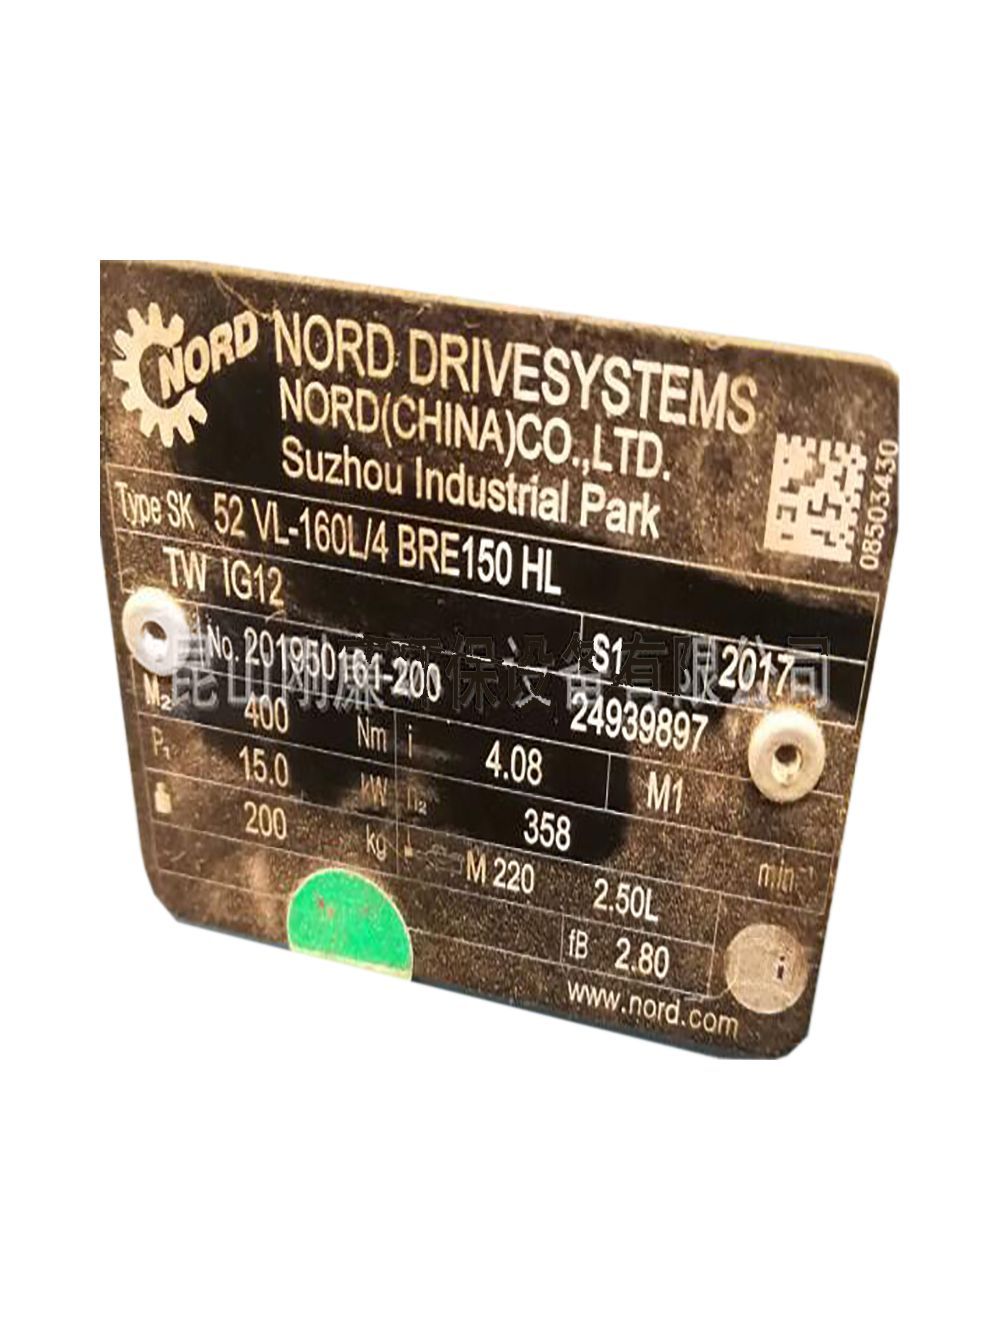 NORD
NORD DRIVESYSTEMS
NORD(CHINA)CO.,LTD.
Suzhou Industrial Park
08503430
Type SK 52 VL-160L/4 BRE150 HL
TW IG12
S1 2017
No. 201950161-200 24939897
M₂ 400 Nm i 4.08 M1
P₁ 15.0 kW n₂ 358 min
200 kg M 220 2.50L
fB 2.80
i
www.nord.com
昆山刚康环保设备有限公司